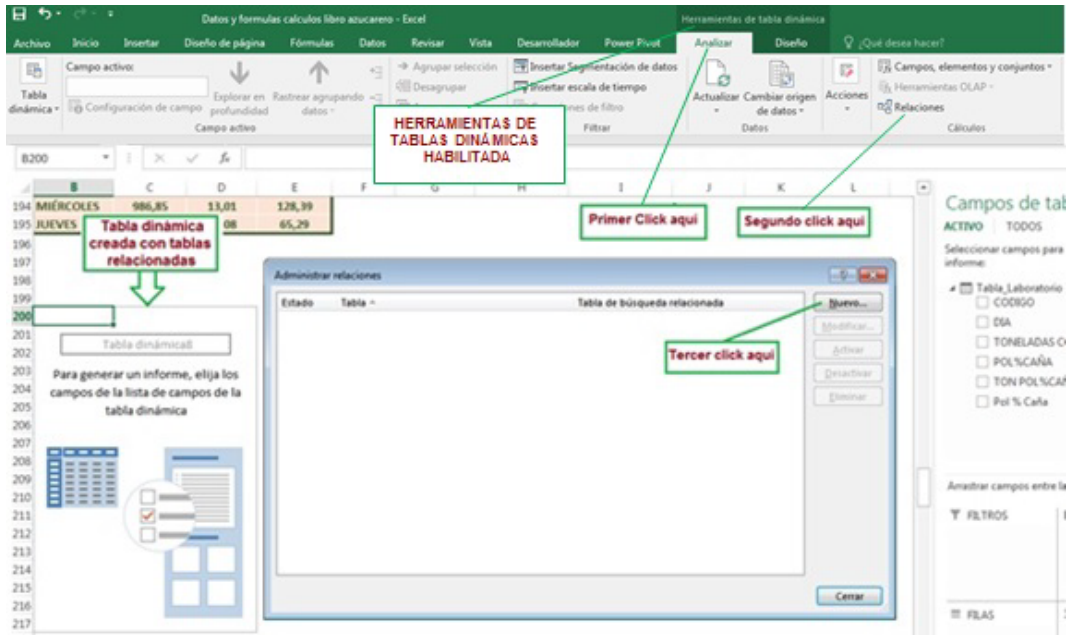 Datos y formulas calculos libro azucarero - Excel
Herramientas de tabla dinámica
Archivo Inicio Insertar Diseño de página Fórmulas Datos Revisar Vista Desarrollador Power Pivot Analizar Diseño ¿Qué desea hacer?
Tabla dinámica
Campo activo:
Configuración de campo
Explorar en profundidad
Rastrear agrupando datos
Campo activo
Agrupar selección
Desagrupar
Insertar Segmentación de datos
Insertar escala de tiempo
de filtro
Filtrar
Actualizar
Cambiar origen de datos
Datos
Acciones
Campos, elementos y conjuntos
Herramientas OLAP
Relaciones
Cálculos
HERRAMIENTAS DE
TABLAS DINÁMICAS
HABILITADA
B200
fx
B C D E F G H I J K L
194 MIÉRCOLES 986,85 13,01 128,39
195 JUEVES 08 65,29
196
197
198
199
200
201
202
203
204
205
206
207
208
209
210
211
212
213
214
215
216
217
Tabla dinámica
creada con tablas
relacionadas
Primer Click aqui
Segundo click aqui
Tabla dinámica8
Para generar un informe, elija los
campos de la lista de campos de la
tabla dinámica
Administrar relaciones
Estado Tabla Tabla de búsqueda relacionada
Nuevo...
Modificar...
Activar
Desactivar
Eliminar
Tercer click aqui
Cerrar
Campos de tab
ACTIVO TODOS
Seleccionar campos para
informe:
Tabla_Laboratorio
CODIGO
DIA
TONELADAS C
POL%CAÑA
TON POL%CAÑ
Pol % Caña
Arrastrar campos entre la
FILTROS
FILAS